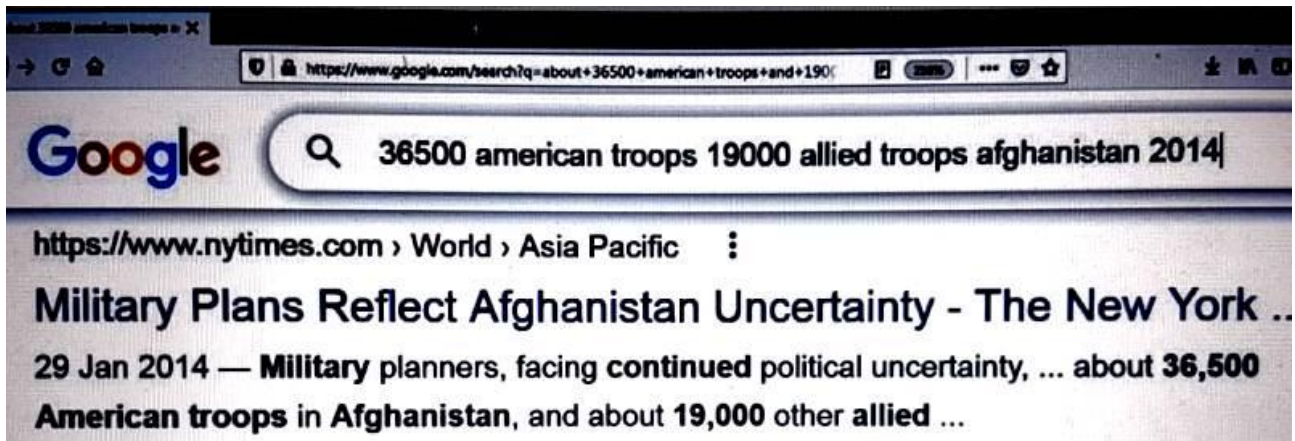 https://www.google.com/search?q=about+36500+american+troops+and+190
Google
36500 american troops 19000 allied troops afghanistan 2014
https://www.nytimes.com › World › Asia Pacific
Military Plans Reflect Afghanistan Uncertainty - The New York ...
29 Jan 2014 — Military planners, facing continued political uncertainty, ... about 36,500
American troops in Afghanistan, and about 19,000 other allied ...